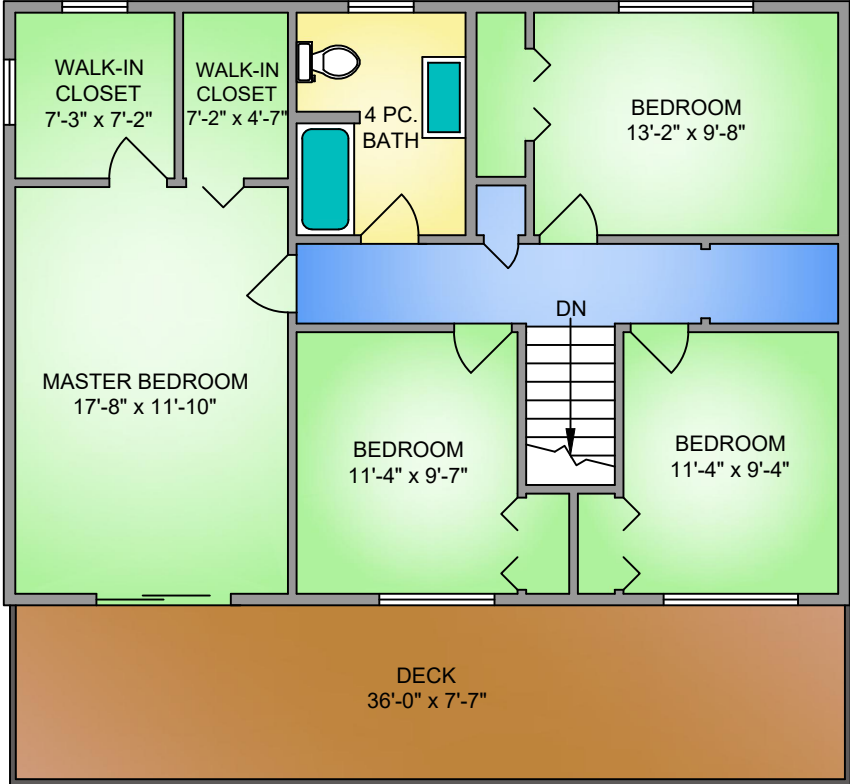 WALK-IN
CLOSET
7'-3" x 7'-2"
WALK-IN
CLOSET
7'-2" x 4'-7"
4 PC.
BATH
BEDROOM
13'-2" x 9'-8"
DN
MASTER BEDROOM
17'-8" x 11'-10"
BEDROOM
11'-4" x 9'-7"
BEDROOM
11'-4" x 9'-4"
DECK
36'-0" x 7'-7"